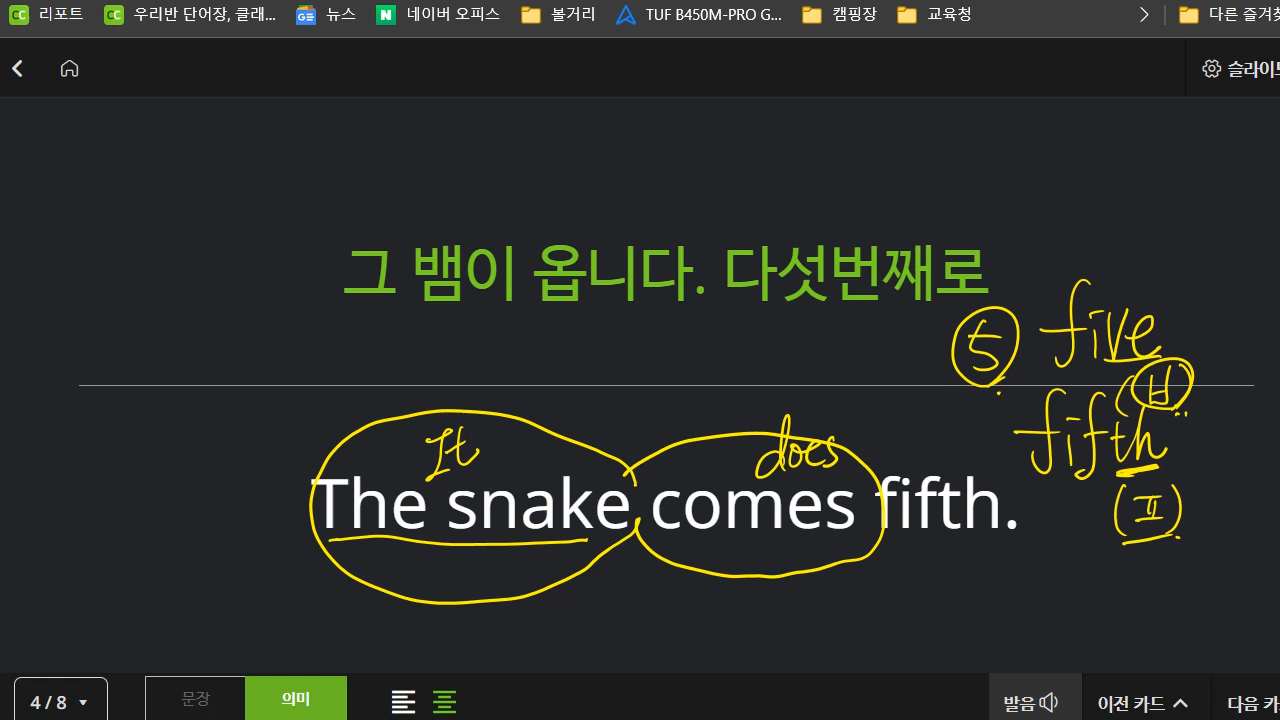 리포트 우리반 단어장, 클래... 뉴스 네이버 오피스 볼거리 TUF B450M-PRO G... 캠핑장 교육청 다른 즐겨찾
슬라이드
그 뱀이 옵니다. 다섯번째로
5 five
(ㅂ)
fifth
(ㅍ)
It does
The snake comes fifth.
4 / 8 문장 의미 발음 이전 카드 다음 카